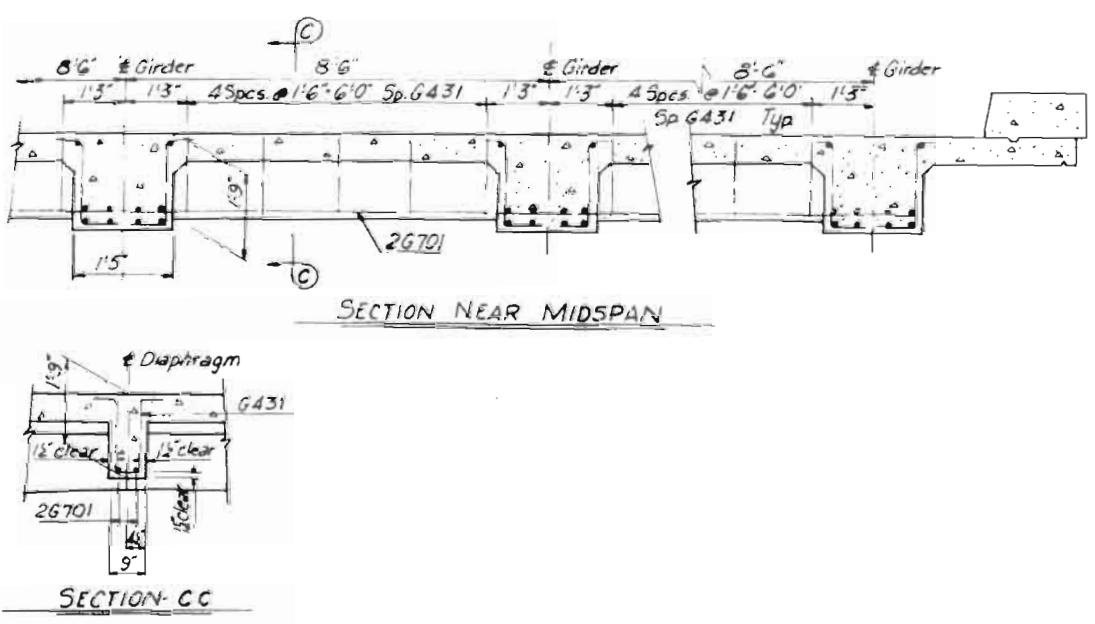 C
8'6" ℄ Girder 8'6" ℄ Girder 8'-6" ℄ Girder
1'3" 1'3" 4 Spcs. @ 1'6"-6'0" Sp. G431 1'3" 1'3" 4 Spcs. @ 1'6"-6'0" 1'3"
Sp G431 Typ.
1'9"
2G701
1'5"
C
SECTION NEAR MIDSPAN
℄ Diaphragm
1'9"
G431
1½" clear 1½" clear
2G701
1½" clear
9"
SECTION-CC